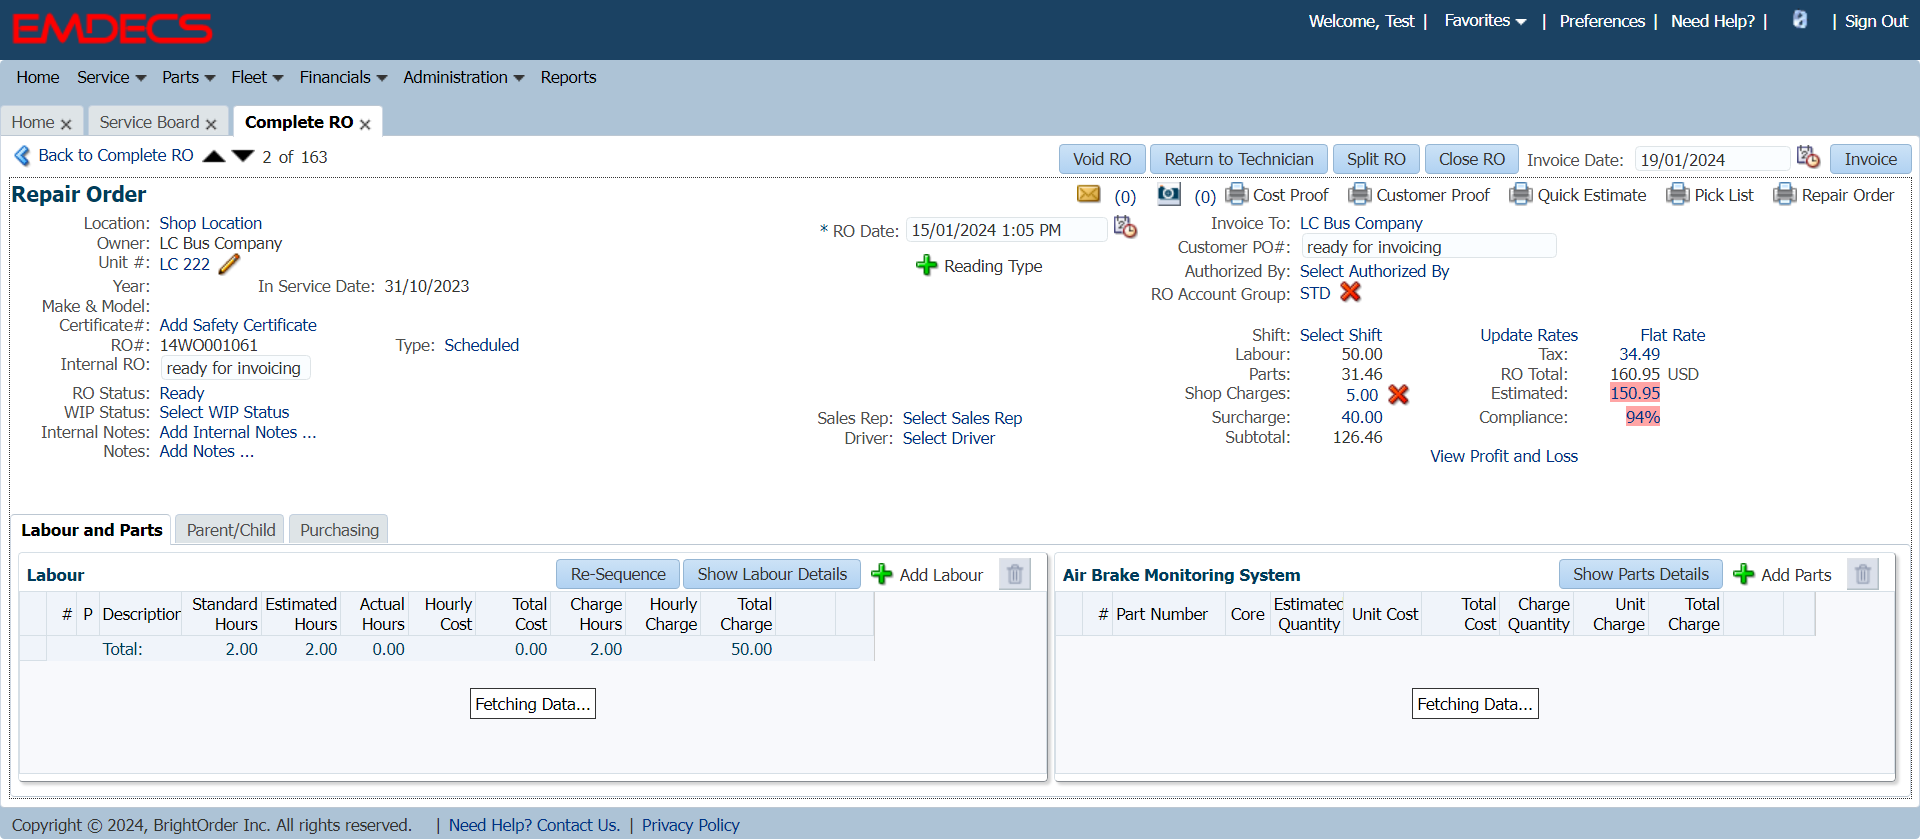 EMDECS
Welcome, Test | Favorites | Preferences | Need Help? | | Sign Out
Home Service Parts Fleet Financials Administration Reports
Home Service Board Complete RO
Back to Complete RO 2 of 163 Void RO Return to Technician Split RO Close RO Invoice Date: 19/01/2024 Invoice
Repair Order (0) (0) Cost Proof Customer Proof Quick Estimate Pick List Repair Order
Location: Shop Location
Owner: LC Bus Company
Unit #: LC 222
Year: In Service Date: 31/10/2023
Make & Model:
Certificate#: Add Safety Certificate
RO#: 14WO001061 Type: Scheduled
Internal RO: ready for invoicing
RO Status: Ready
WIP Status: Select WIP Status
Internal Notes: Add Internal Notes ...
Notes: Add Notes ...
* RO Date: 15/01/2024 1:05 PM
Reading Type
Sales Rep: Select Sales Rep
Driver: Select Driver
Invoice To: LC Bus Company
Customer PO#: ready for invoicing
Authorized By: Select Authorized By
RO Account Group: STD
Shift: Select Shift Update Rates Flat Rate
Labour: 50.00 Tax: 34.49
Parts: 31.46 RO Total: 160.95 USD
Shop Charges: 5.00 Estimated: 150.95
Surcharge: 40.00 Compliance: 94%
Subtotal: 126.46
View Profit and Loss
Labour and Parts Parent/Child Purchasing
Labour Re-Sequence Show Labour Details Add Labour
# P Description Standard Hours Estimated Hours Actual Hours Hourly Cost Total Cost Charge Hours Hourly Charge Total Charge
Total: 2.00 2.00 0.00 0.00 2.00 50.00
Fetching Data...
Air Brake Monitoring System Show Parts Details Add Parts
# Part Number Core Estimated Quantity Unit Cost Total Cost Charge Quantity Unit Charge Total Charge
Fetching Data...
Copyright © 2024, BrightOrder Inc. All rights reserved. | Need Help? Contact Us. | Privacy Policy